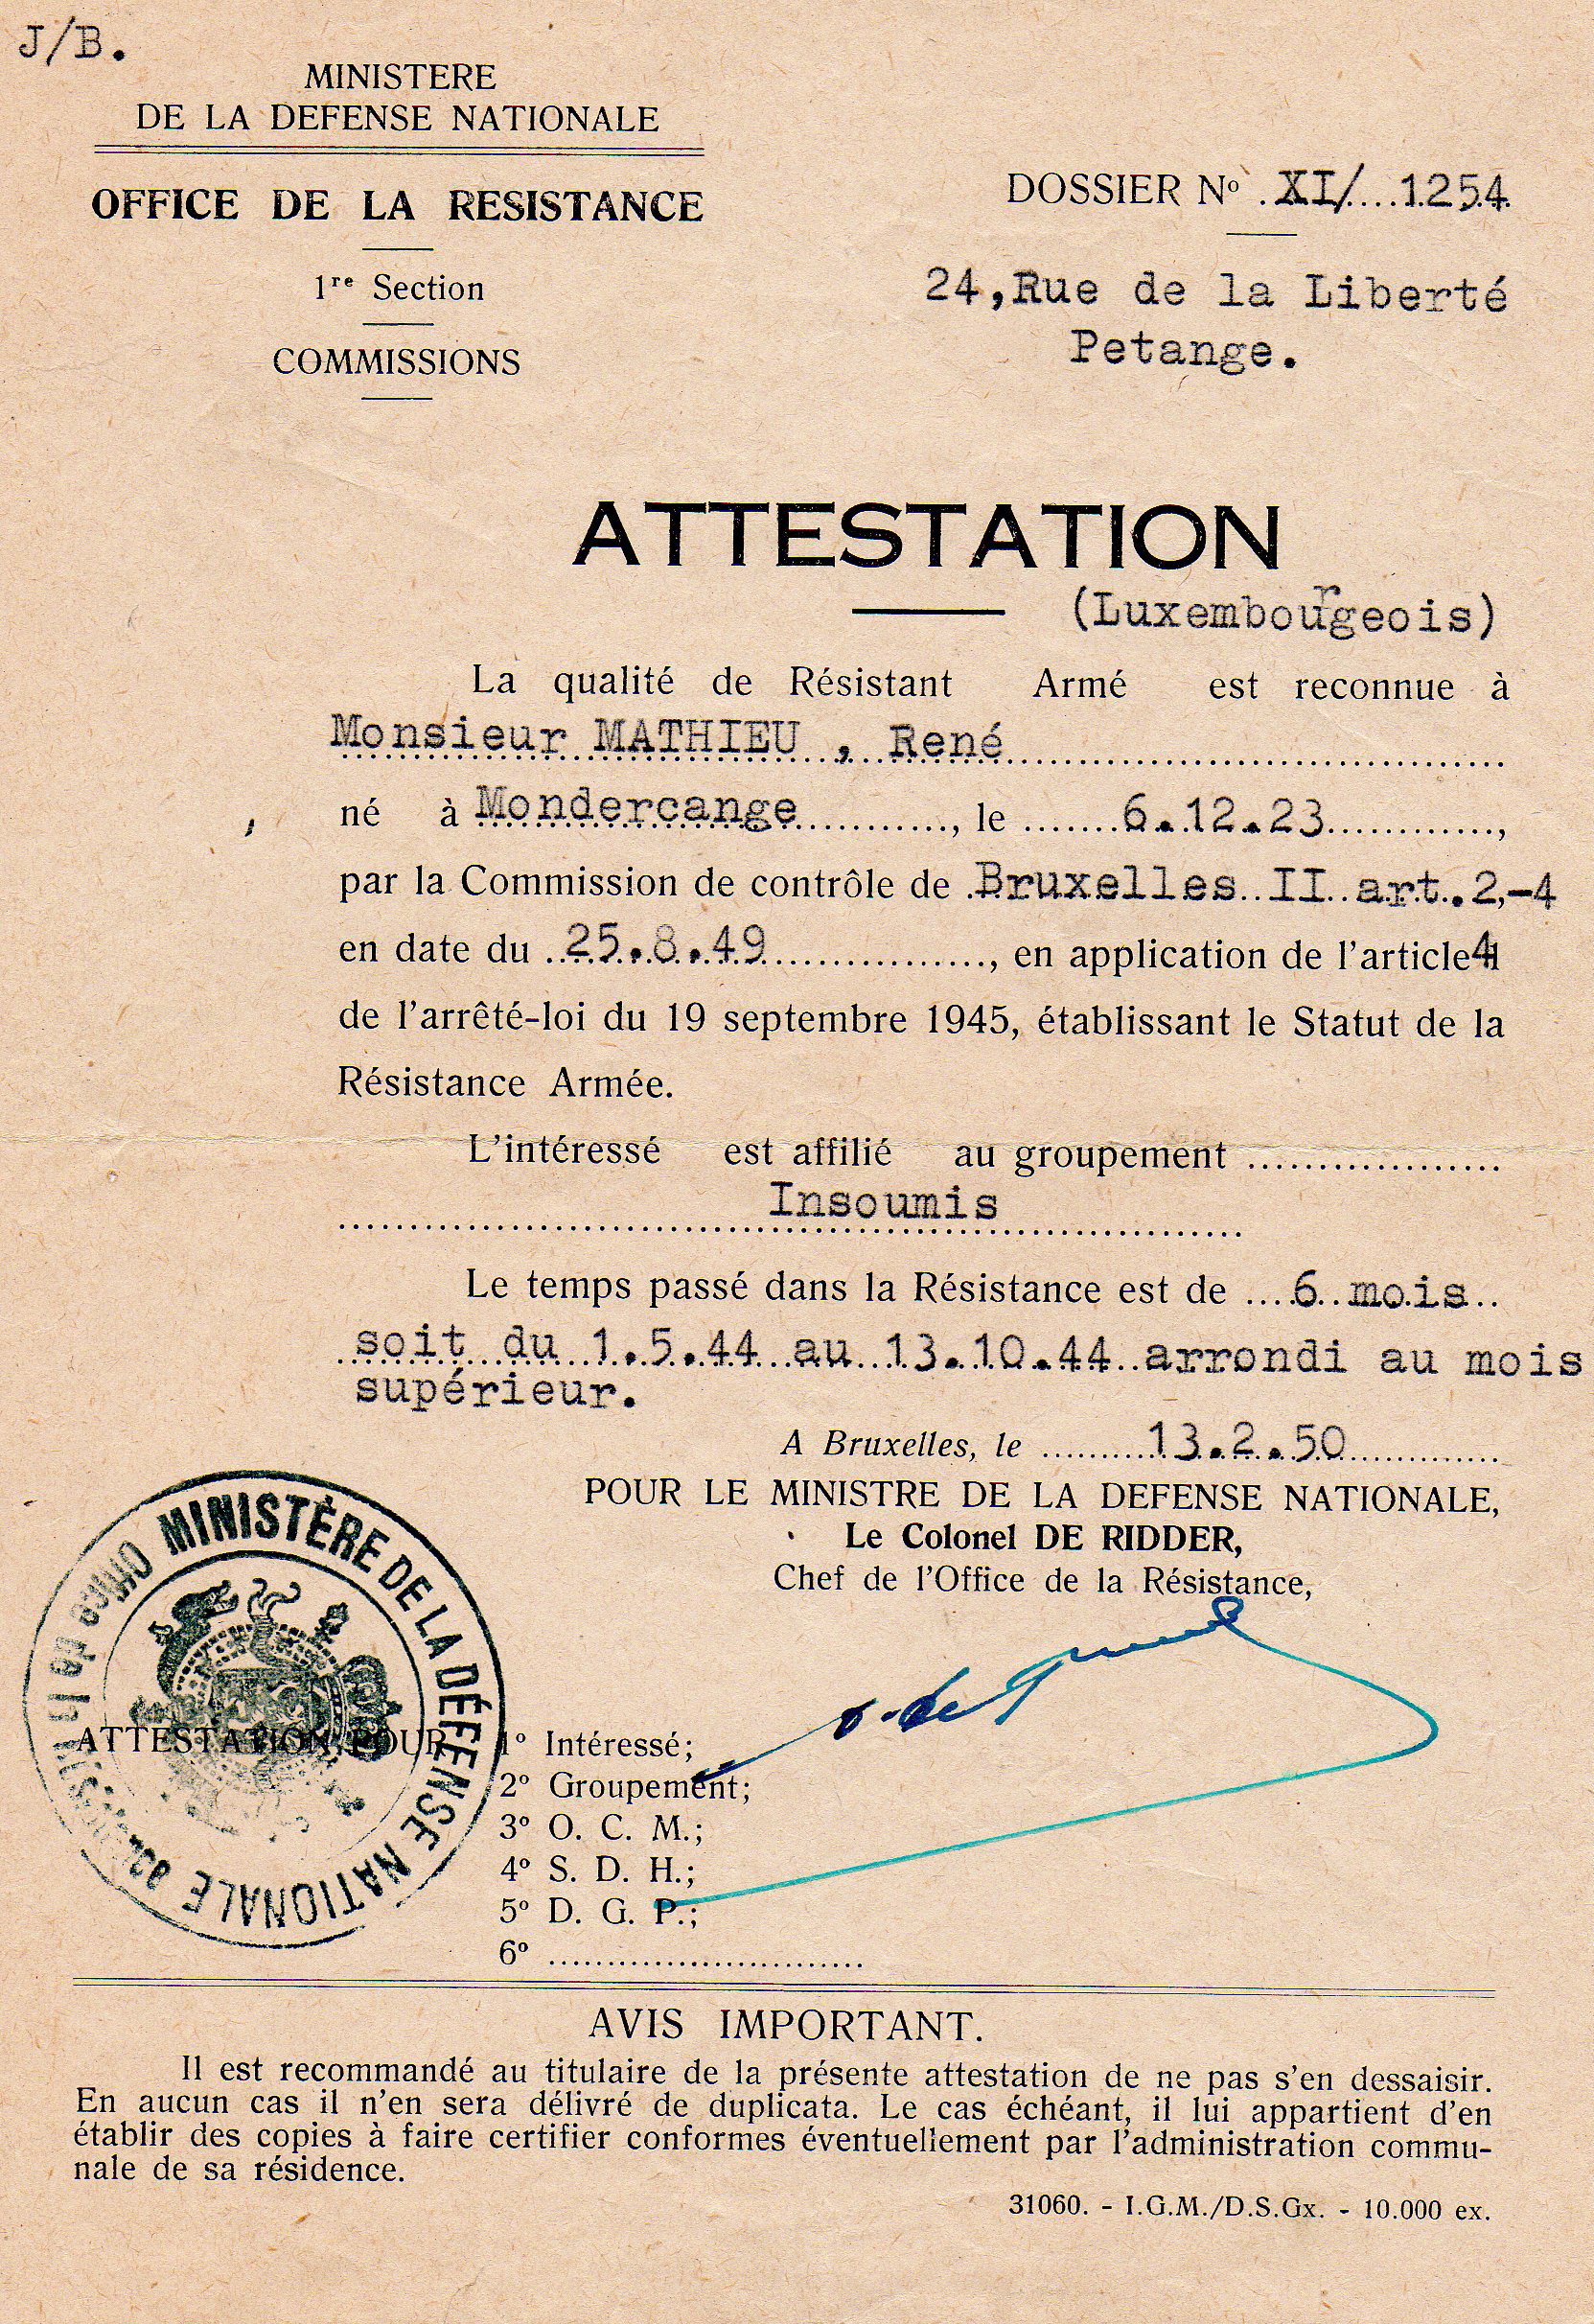 J/B.
MINISTERE
DE LA DEFENSE NATIONALE
OFFICE DE LA RESISTANCE
1re Section
COMMISSIONS
DOSSIER No XI/ 1254
24,Rue de la Liberté
Petange.
ATTESTATION
(Luxembourgeois)
La qualité de Résistant Armé est reconnue à
Monsieur MATHIEU , René
né à Mondercange, le 6.12.23,
par la Commission de contrôle de Bruxelles II art.2,-4
en date du 25.8.49, en application de l'article 4
de l'arrêté-loi du 19 septembre 1945, établissant le Statut de la
Résistance Armée.
L'intéressé est affilié au groupement
Insoumis
Le temps passé dans la Résistance est de 6 mois
soit du 1.5.44 au 13.10.44 arrondi au mois
supérieur.
A Bruxelles, le 13.2.50
POUR LE MINISTRE DE LA DEFENSE NATIONALE,
Le Colonel DE RIDDER,
Chef de l'Office de la Résistance,
MINISTÈRE DE LA DÉFENSE NATIONALE
ATTESTATION POUR 1° Intéressé;
2° Groupement;
3° O. C. M.;
4° S. D. H.;
5° D. G. P.;
6°
AVIS IMPORTANT.
Il est recommandé au titulaire de la présente attestation de ne pas s'en dessaisir.
En aucun cas il n'en sera délivré de duplicata. Le cas échéant, il lui appartient d'en
établir des copies à faire certifier conformes éventuellement par l'administration commu-
nale de sa résidence.
31060. - I.G.M./D.S.Gx. - 10.000 ex.